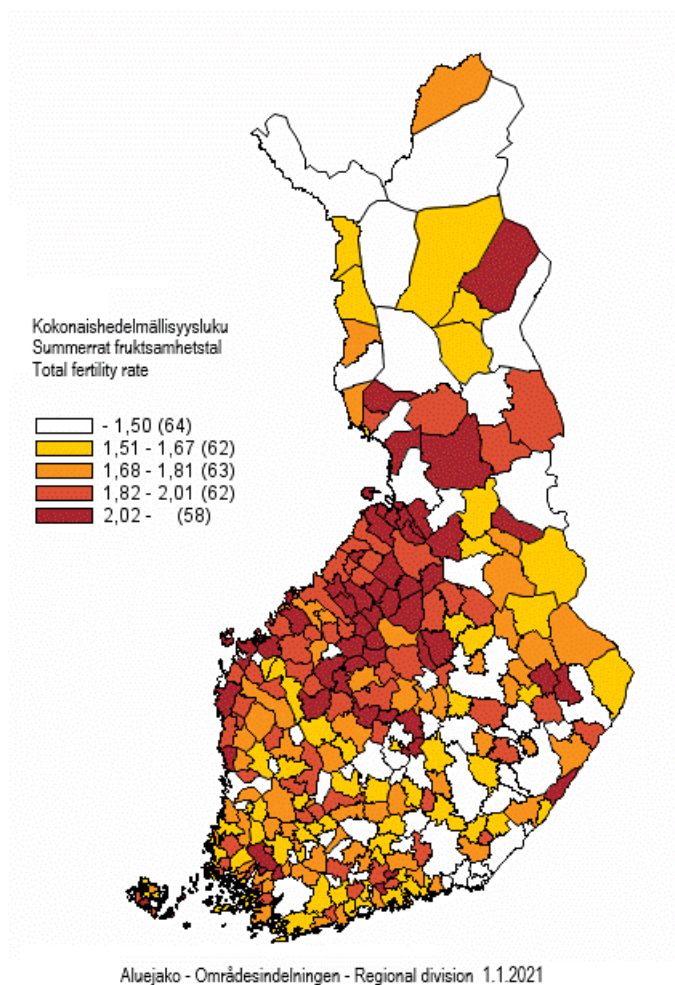 Kokonaishedelmällisyysluku
Summerrat fruktsamhetstal
Total fertility rate
- 1,50 (64)
1,51 - 1,67 (62)
1,68 - 1,81 (63)
1,82 - 2,01 (62)
2,02 - (58)
Aluejako - Områdesindelningen - Regional division 1.1.2021